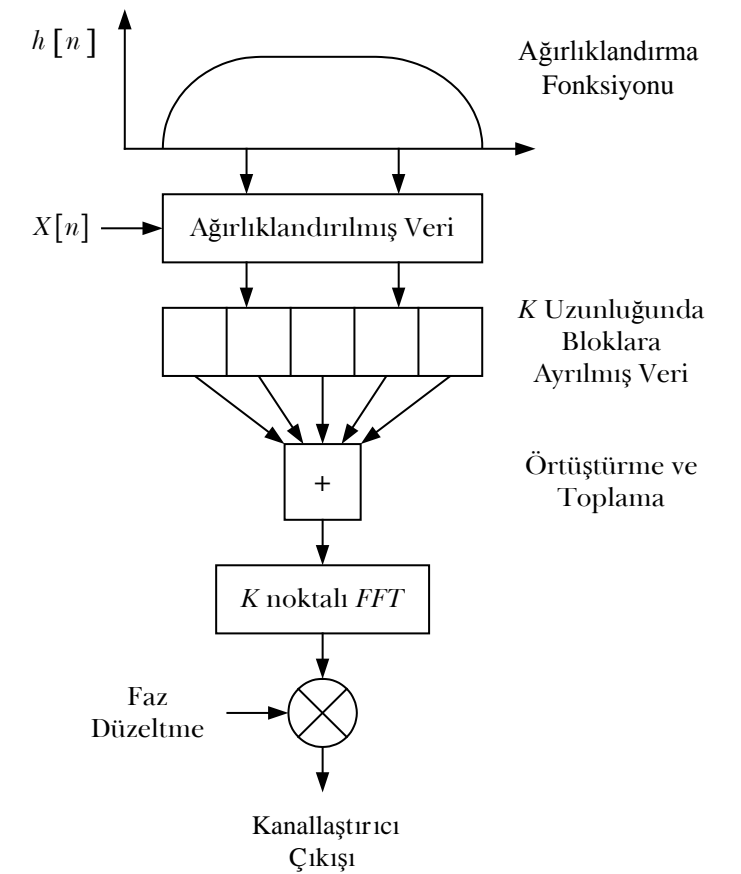 h[n]
Ağırlıklandırma
Fonksiyonu
X[n]
Ağırlıklandırılmış Veri
K Uzunluğunda
Bloklara
Ayrılmış Veri
+
Örtüştürme ve
Toplama
K noktalı FFT
Faz
Düzeltme
Kanallaştırıcı
Çıkışı